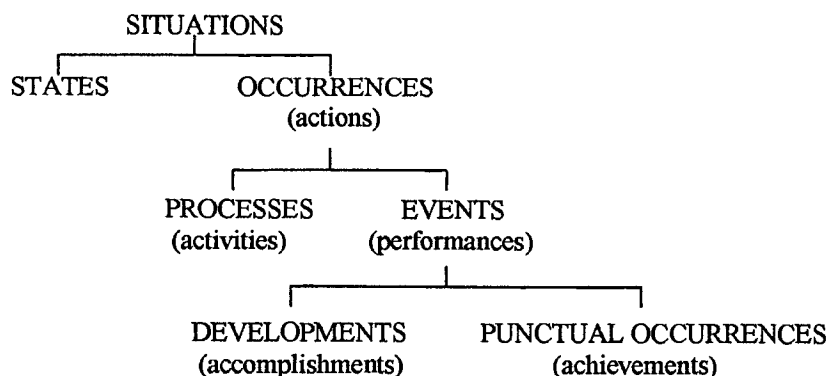 SITUATIONS
STATES OCCURRENCES
(actions)
PROCESSES EVENTS
(activities) (performances)
DEVELOPMENTS PUNCTUAL OCCURRENCES
(accomplishments) (achievements)